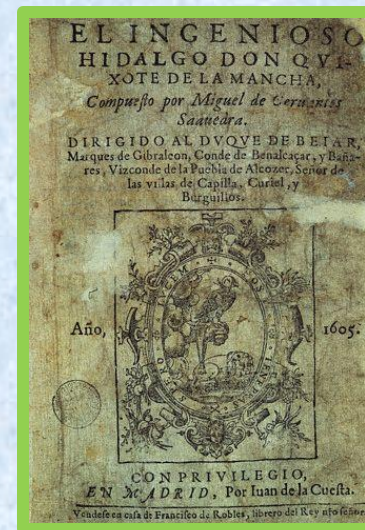 EL INGENIOSO
HIDALGO DON QVI-
XOTE DE LA MANCHA,
Compuesto por Miguel de Ceruantes
Saauedra.
DIRIGIDO AL DVQVE DE BEIAR,
Marques de Gibraleon, Conde de Benalcaçar, y Baña-
res, Vizconde de la Puebla de Alcozer, Señor de
las villas de Capilla, Curiel, y
Burguillos.
Año, 1605.
CON PRIVILEGIO,
EN MADRID, Por Iuan de la Cuesta.
Vendese en casa de Francisco de Robles, librero del Rey nro señor